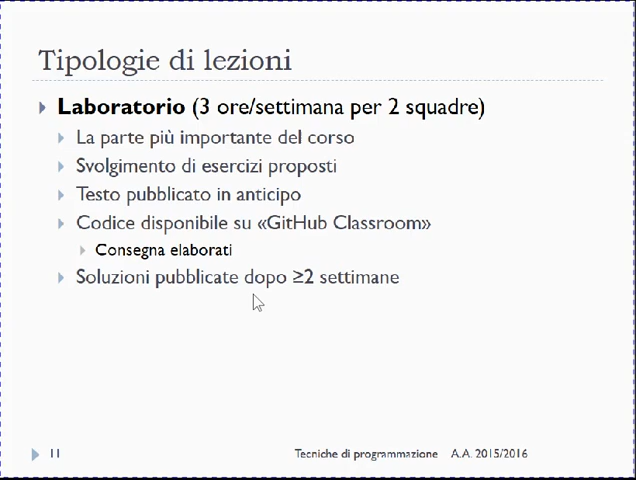 Tipologie di lezioni
Laboratorio (3 ore/settimana per 2 squadre)
La parte più importante del corso
Svolgimento di esercizi proposti
Testo pubblicato in anticipo
Codice disponibile su «GitHub Classroom»
Consegna elaborati
Soluzioni pubblicate dopo ≥2 settimane
11 Tecniche di programmazione A.A. 2015/2016